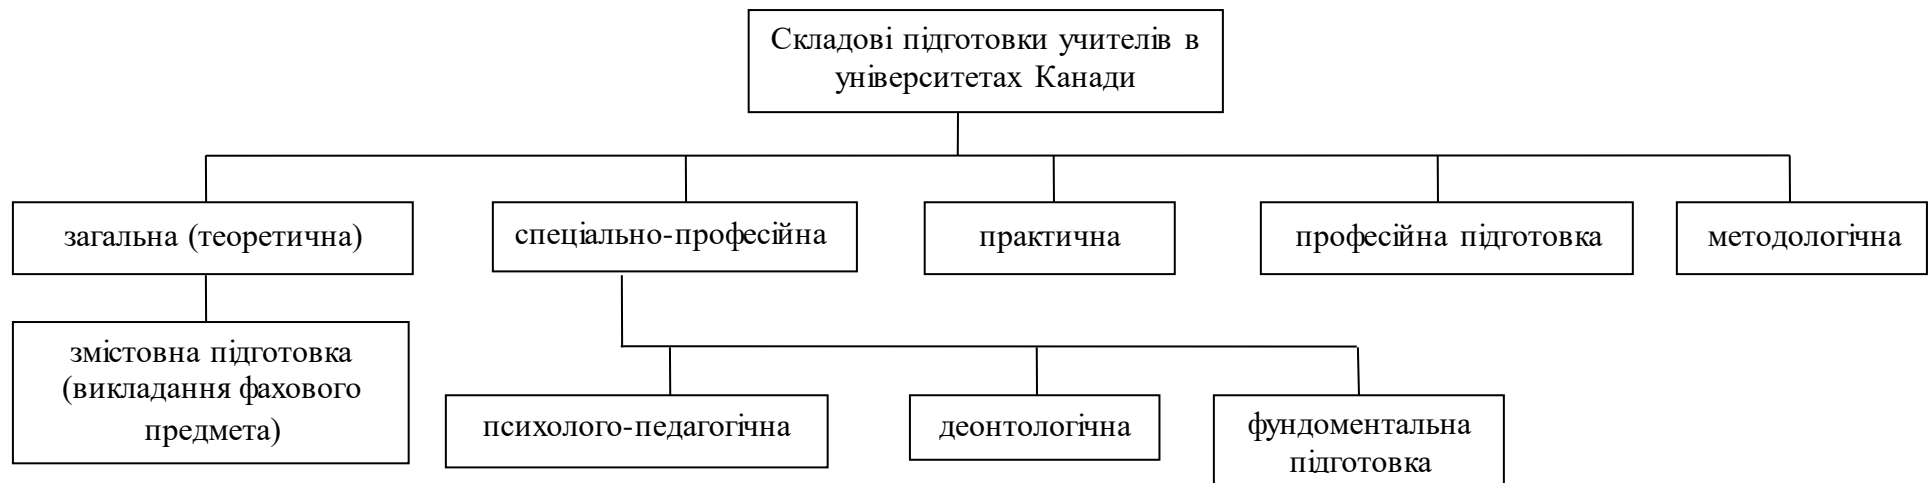 Складові підготовки учителів в
університетах Канади
загальна (теоретична)
спеціально-професійна
практична
професійна підготовка
методологічна
змістовна підготовка
(викладання фахового
предмета)
психолого-педагогічна
деонтологічна
фундоментальна
підготовка